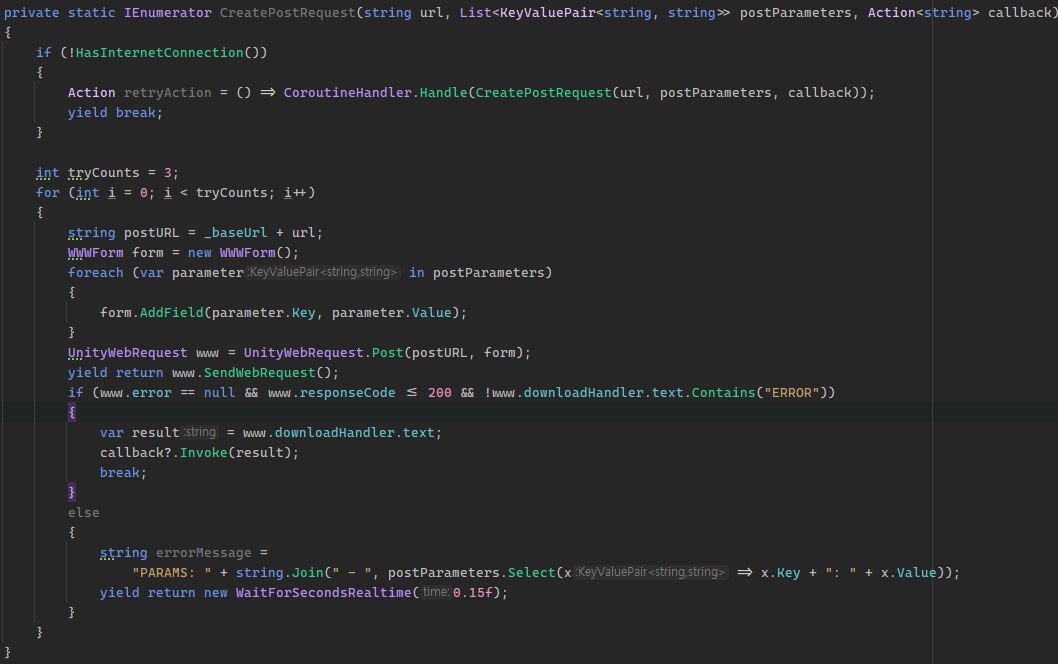 private static IEnumerator CreatePostRequest(string url, List<KeyValuePair<string, string>> postParameters, Action<string> callback)
{
    if (!HasInternetConnection())
    {
        Action retryAction = () => CoroutineHandler.Handle(CreatePostRequest(url, postParameters, callback));
        yield break;
    }

    int tryCounts = 3;
    for (int i = 0; i < tryCounts; i++)
    {
        string postURL = _baseUrl + url;
        WWWForm form = new WWWForm();
        foreach (var parameter :KeyValuePair<string,string> in postParameters)
        {
            form.AddField(parameter.Key, parameter.Value);
        }
        UnityWebRequest www = UnityWebRequest.Post(postURL, form);
        yield return www.SendWebRequest();
        if (www.error == null && www.responseCode <= 200 && !www.downloadHandler.text.Contains("ERROR"))
        {
            var result :string = www.downloadHandler.text;
            callback?.Invoke(result);
            break;
        }
        else
        {
            string errorMessage =
                "PARAMS: " + string.Join(" - ", postParameters.Select(x :KeyValuePair<string,string> => x.Key + ": " + x.Value));
            yield return new WaitForSecondsRealtime( time: 0.15f);
        }
    }
}